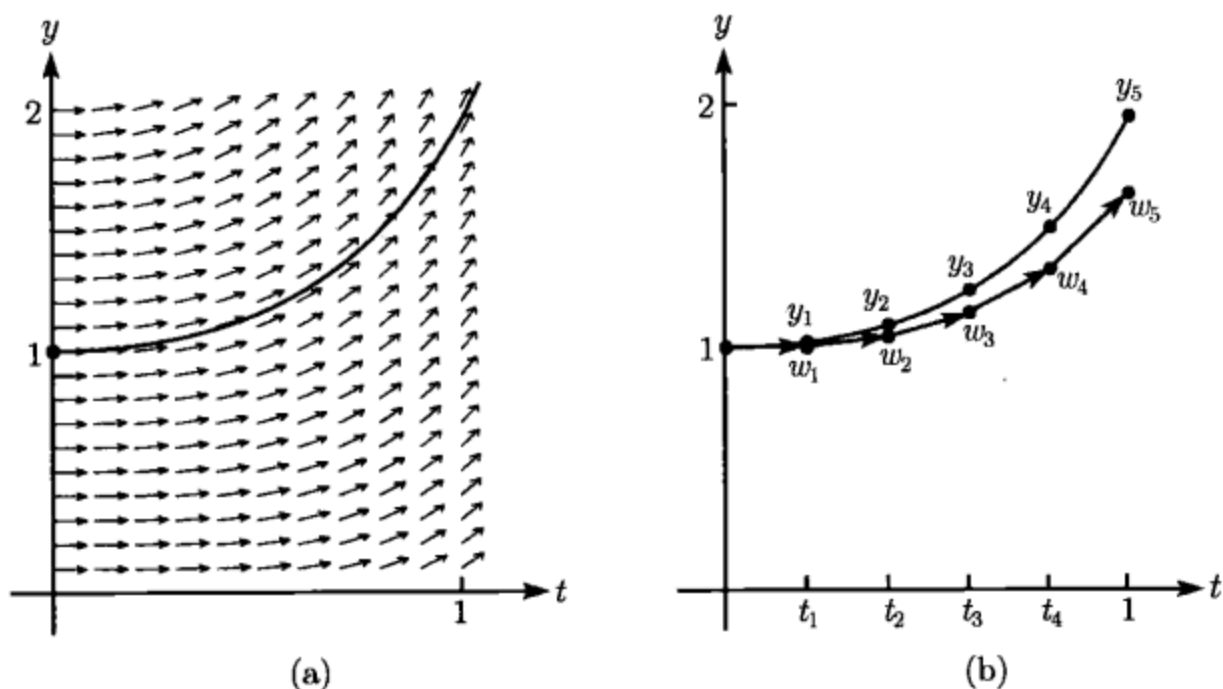 y
2
1
1
t
(a)
y
2
1
y₁
y₂
y₃
y₄
y₅
w₁
w₂
w₃
w₄
w₅
t₁ t₂ t₃ t₄ 1
t
(b)